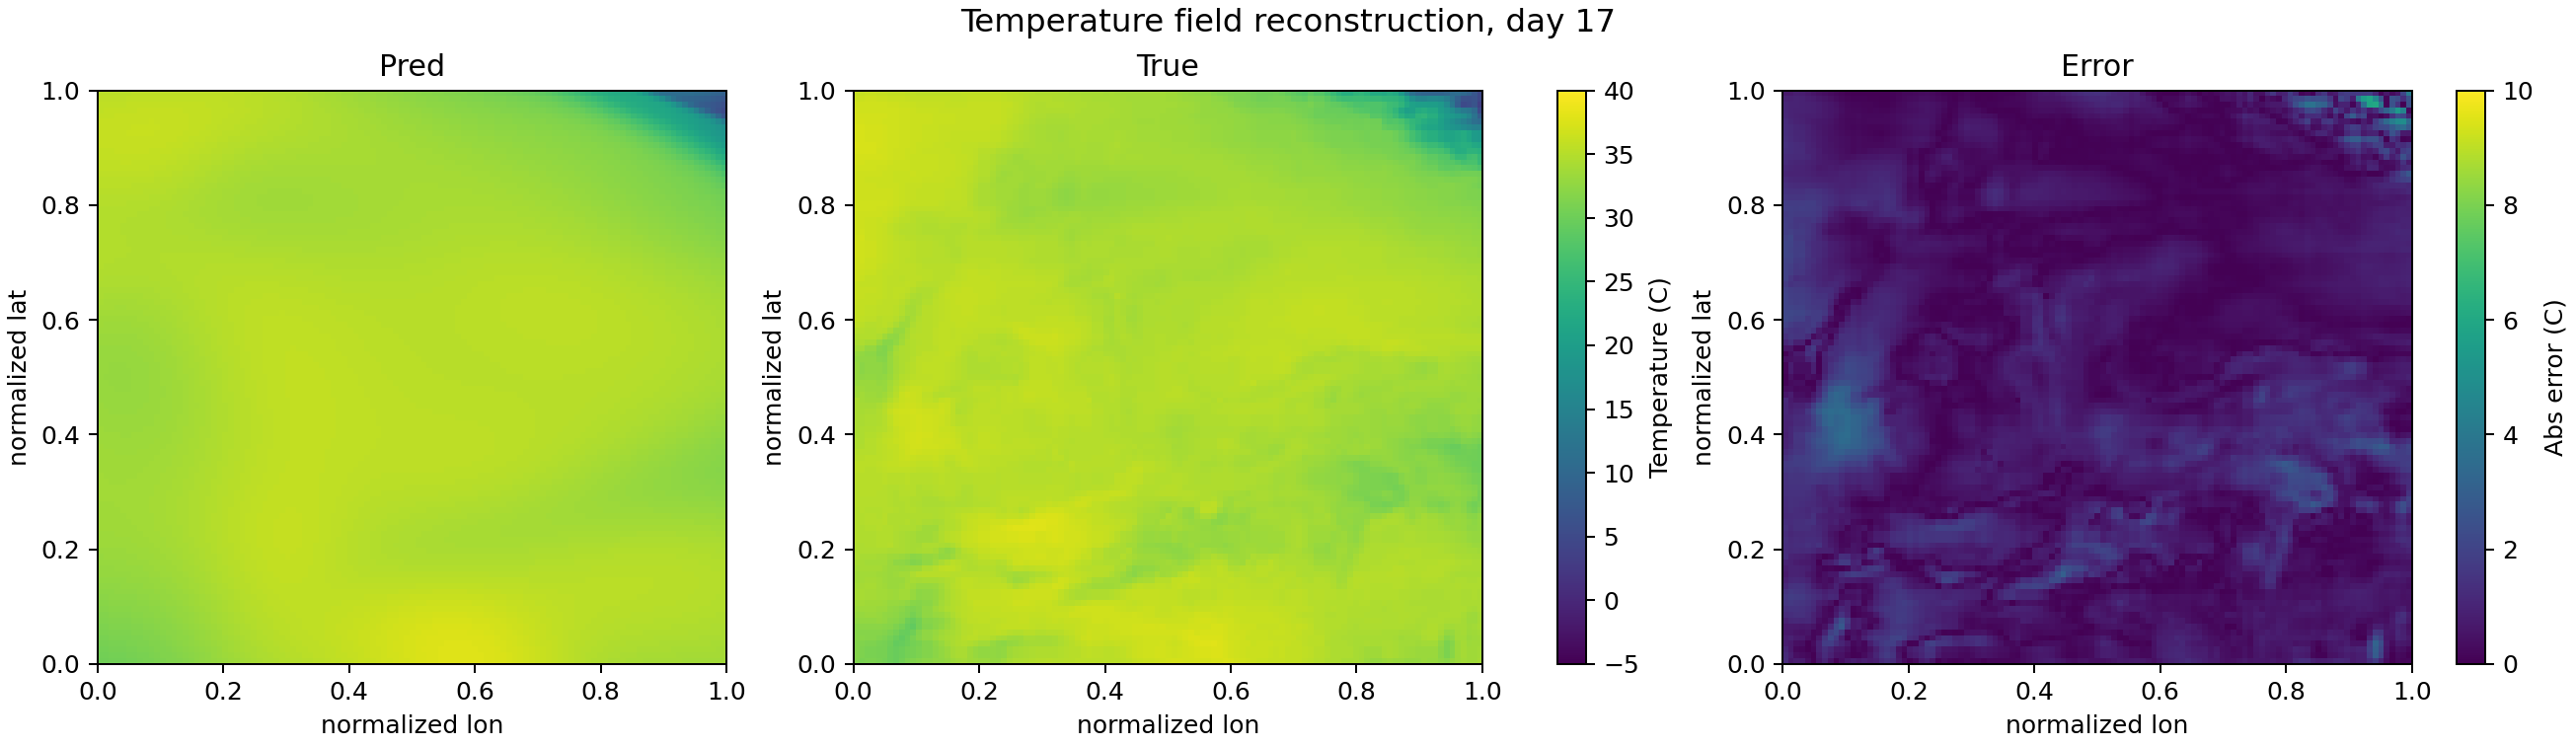 Temperature field reconstruction, day 17
Pred
1.0
0.8
0.6
0.4
0.2
0.0
normalized lat
0.0 0.2 0.4 0.6 0.8 1.0
normalized lon
True
1.0
0.8
0.6
0.4
0.2
0.0
normalized lat
0.0 0.2 0.4 0.6 0.8 1.0
normalized lon
40
35
30
25
20
15
10
5
0
−5
Temperature (C)
Error
1.0
0.8
0.6
0.4
0.2
0.0
normalized lat
0.0 0.2 0.4 0.6 0.8 1.0
normalized lon
10
8
6
4
2
0
Abs error (C)